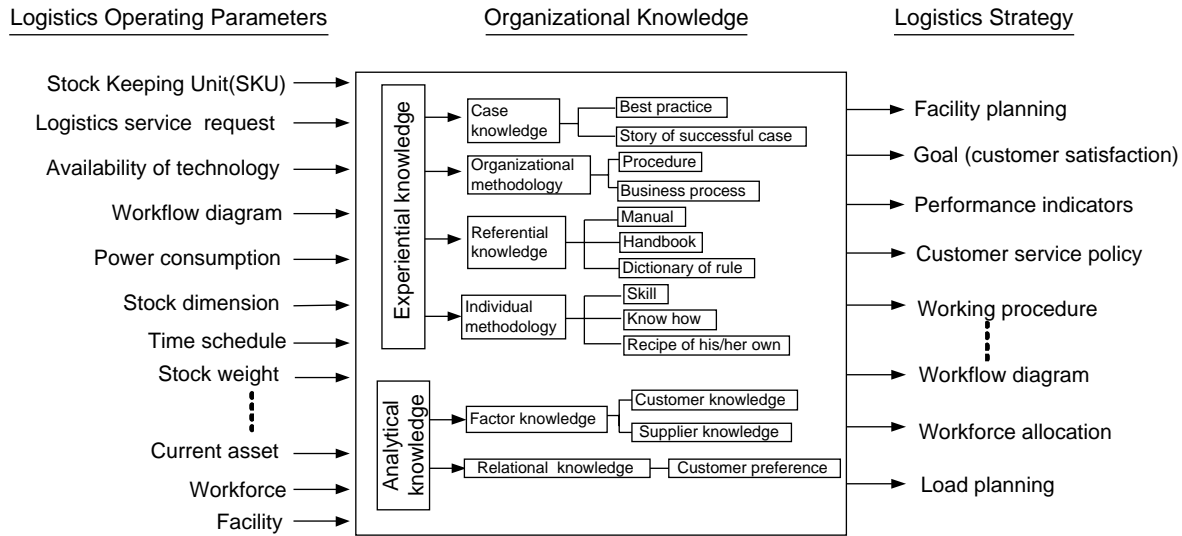 Logistics Operating Parameters
Organizational Knowledge
Logistics Strategy
Stock Keeping Unit(SKU)
Logistics service request
Availability of technology
Workflow diagram
Power consumption
Stock dimension
Time schedule
Stock weight
Current asset
Workforce
Facility
Experiential knowledge
Case
knowledge
Best practice
Story of successful case
Organizational
methodology
Procedure
Business process
Referential
knowledge
Manual
Handbook
Dictionary of rule
Individual
methodology
Skill
Know how
Recipe of his/her own
Analytical
knowledge
Factor knowledge
Customer knowledge
Supplier knowledge
Relational knowledge
Customer preference
Facility planning
Goal (customer satisfaction)
Performance indicators
Customer service policy
Working procedure
Workflow diagram
Workforce allocation
Load planning